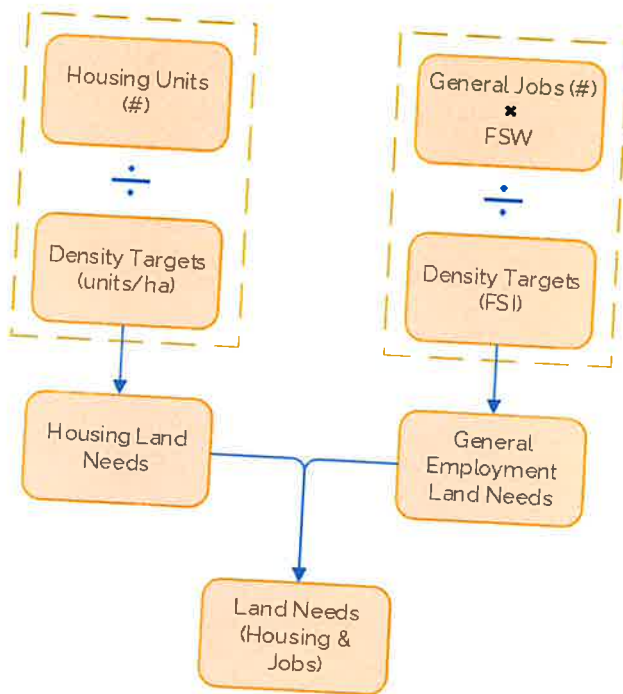 Housing Units
(#)
÷
Density Targets
(units/ha)
General Jobs (#)
×
FSW
÷
Density Targets
(FSI)
Housing Land
Needs
General
Employment
Land Needs
Land Needs
(Housing &
Jobs)